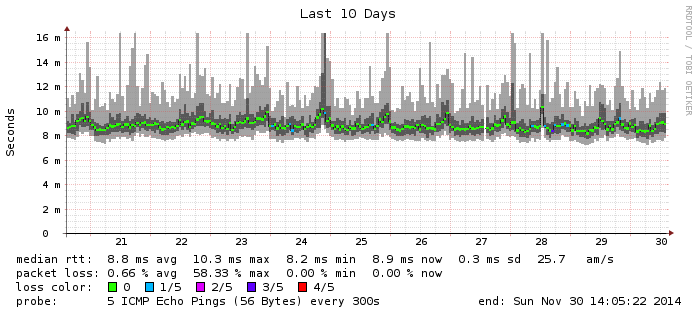 Last 10 Days
RRDTOOL / TOBI OETIKER
Seconds
16 m
14 m
12 m
10 m
8 m
6 m
4 m
2 m
0
21 22 23 24 25 26 27 28 29 30
median rtt: 8.8 ms avg 10.3 ms max 8.2 ms min 8.9 ms now 0.3 ms sd 25.7 am/s
packet loss: 0.66 % avg 58.33 % max 0.00 % min 0.00 % now
loss color: 0 1/5 2/5 3/5 4/5
probe: 5 ICMP Echo Pings (56 Bytes) every 300s end: Sun Nov 30 14:05:22 2014